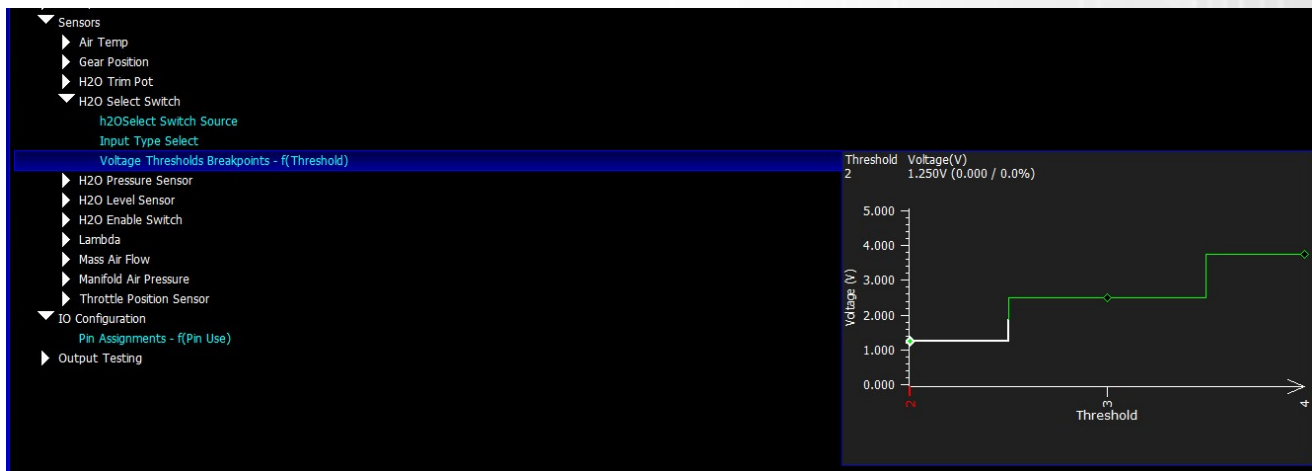 Sensors
Air Temp
Gear Position
H2O Trim Pot
H2O Select Switch
h2OSelect Switch Source
Input Type Select
Voltage Thresholds Breakpoints - f(Threshold)
H2O Pressure Sensor
H2O Level Sensor
H2O Enable Switch
Lambda
Mass Air Flow
Manifold Air Pressure
Throttle Position Sensor
IO Configuration
Pin Assignments - f(Pin Use)
Output Testing
Threshold Voltage(V)
2 1.250V (0.000 / 0.0%)
5.000
4.000
3.000
2.000
1.000
0.000
Voltage (V)
2 3 4
Threshold